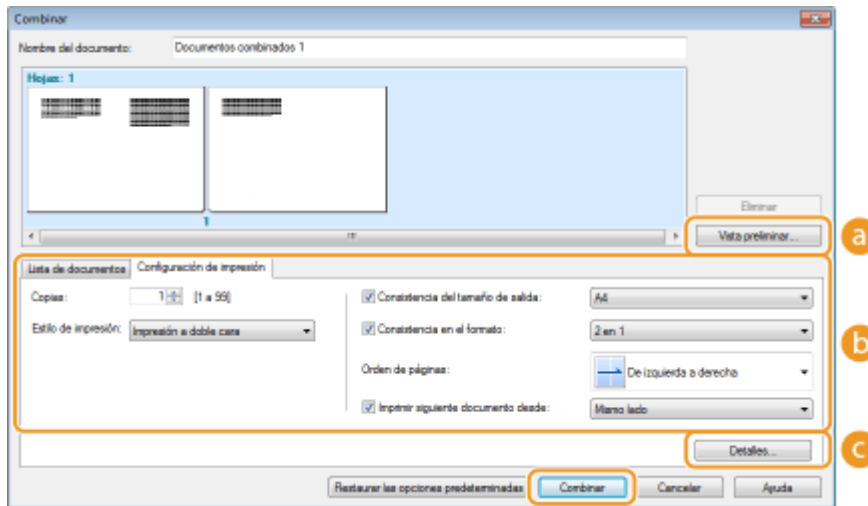 Combinar
Nombre del documento: Documentos combinados 1
Hojas: 1
1
Eliminar
Vista preliminar...
a
Lista de documentos Configuración de impresión
Copias: 1 [1 a 99]
Consistencia del tamaño de salida: A4
Estilo de impresión: Impresión a doble cara
Consistencia en el formato: 2 en 1
b
Orden de páginas: De izquierda a derecha
Imprimir siguiente documento desde: Mismo lado
Detalles...
c
Restaurar las opciones predeterminadas Combinar Cancelar Ayuda